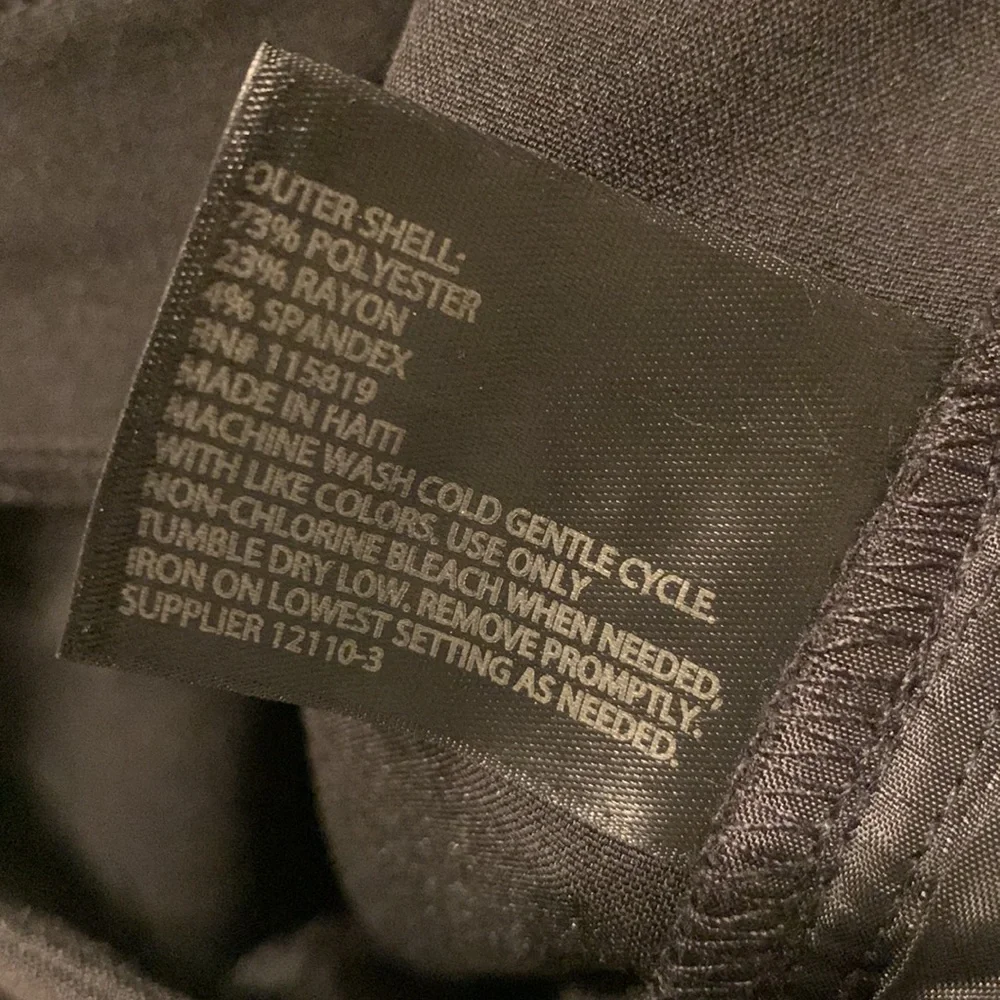 OUTER SHELL:
73% POLYESTER
23% RAYON
4% SPANDEX
RN# 115819
MADE IN HAITI
MACHINE WASH COLD GENTLE CYCLE.
WITH LIKE COLORS. USE ONLY
NON-CHLORINE BLEACH WHEN NEEDED,
TUMBLE DRY LOW. REMOVE PROMPTLY.
IRON ON LOWEST SETTING AS NEEDED.
SUPPLIER 12110-3